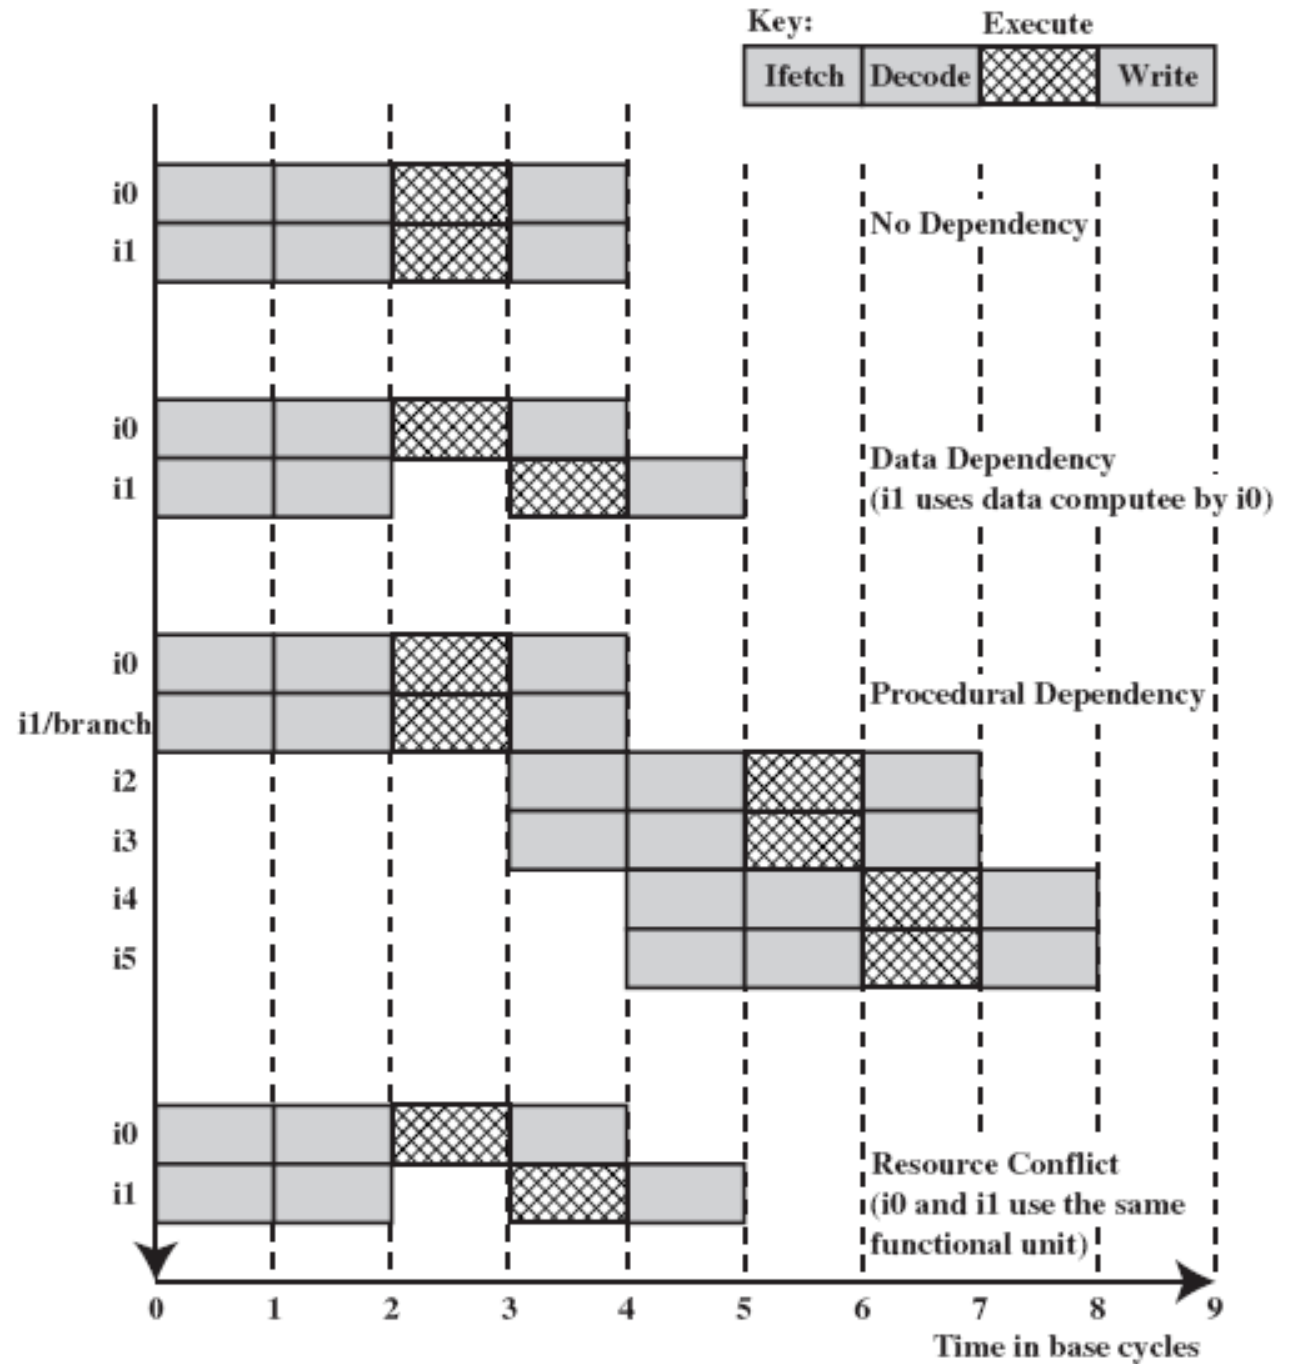 Key:
Execute
Ifetch Decode Write
i0
i1
No Dependency
i0
i1
Data Dependency
(i1 uses data computee by i0)
i0
i1/branch
Procedural Dependency
i2
i3
i4
i5
i0
i1
Resource Conflict
(i0 and i1 use the same
functional unit)
0 1 2 3 4 5 6 7 8 9
Time in base cycles